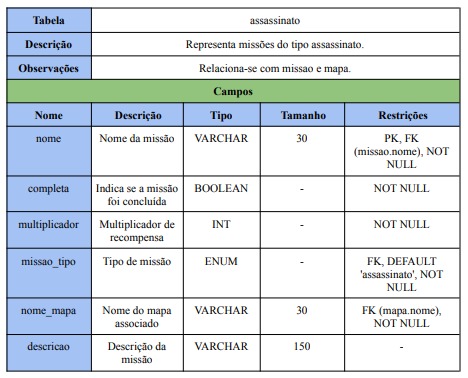 Tabela assassinato
Descrição Representa missões do tipo assassinato.
Observações Relaciona-se com missao e mapa.
Campos
Nome Descrição Tipo Tamanho Restrições
nome Nome da missão VARCHAR 30 PK, FK
(missao.nome), NOT
NULL
completa Indica se a missão BOOLEAN - NOT NULL
foi concluída
multiplicador Multiplicador de INT - NOT NULL
recompensa
missao_tipo Tipo de missão ENUM - FK, DEFAULT
'assassinato', NOT
NULL
nome_mapa Nome do mapa VARCHAR 30 FK (mapa.nome),
associado NOT NULL
descricao Descrição da VARCHAR 150 -
missão